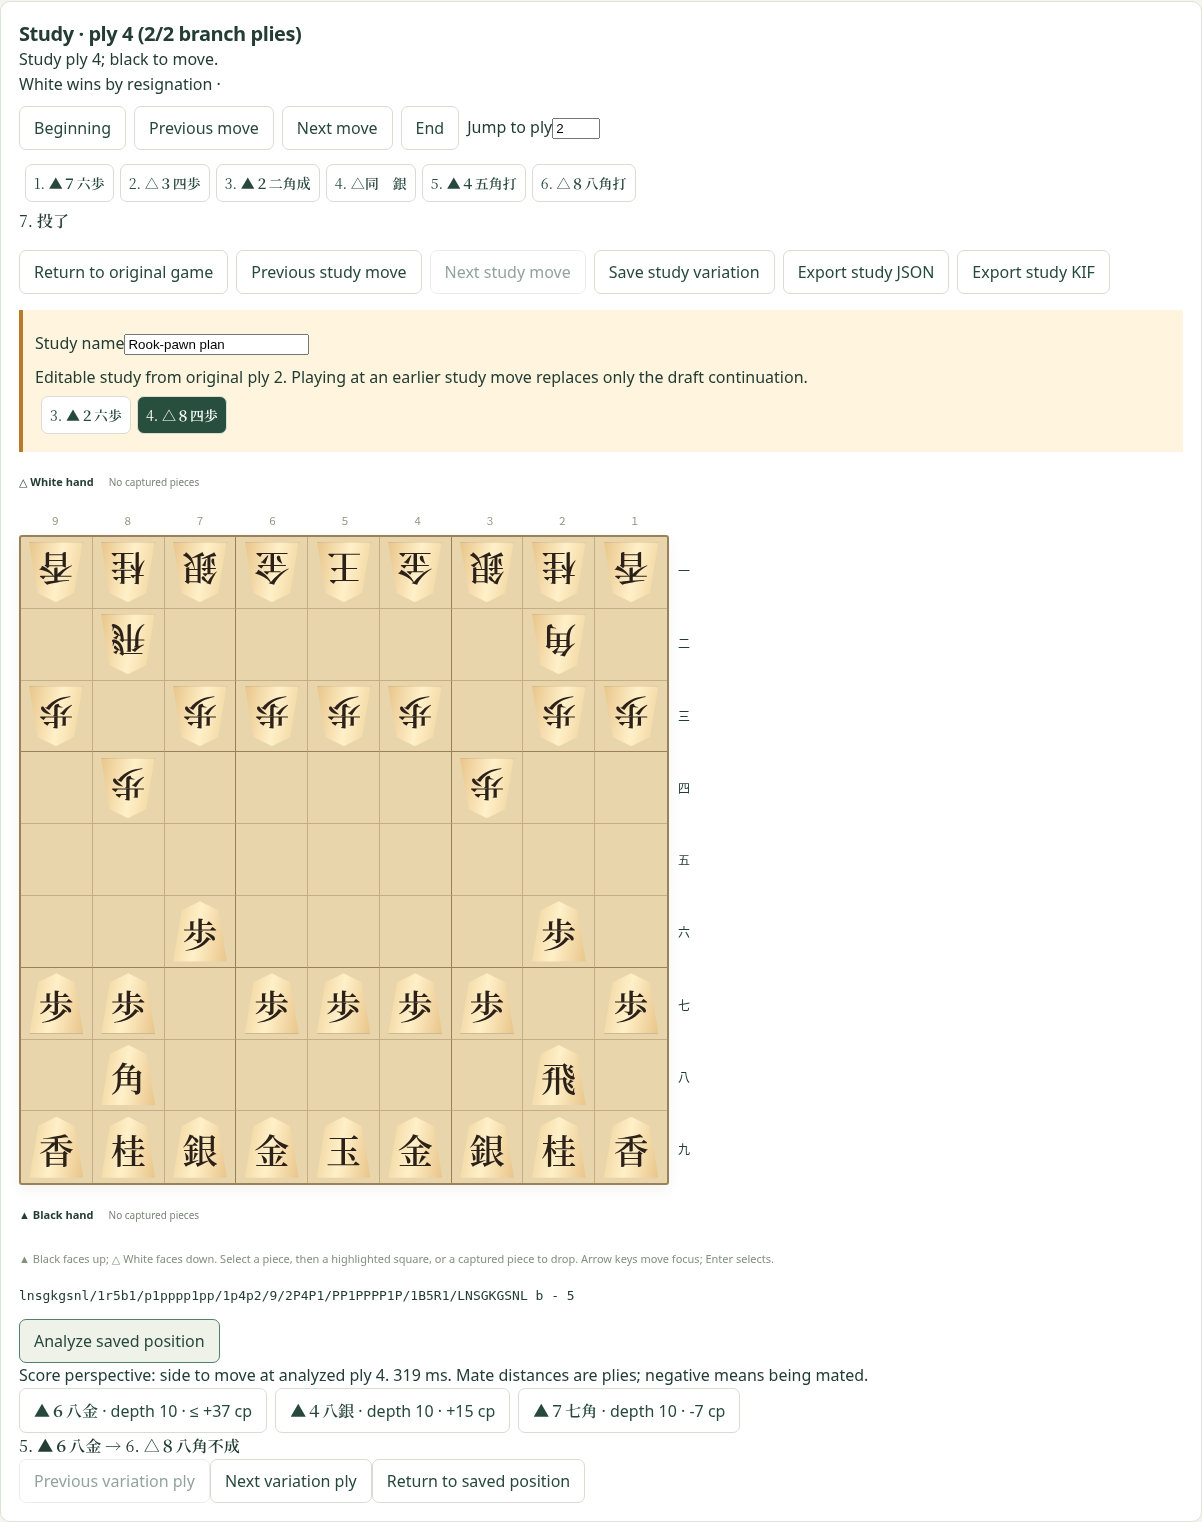 Study · ply 4 (2/2 branch plies)
Study ply 4; black to move.
White wins by resignation ·
Beginning Previous move Next move End Jump to ply 2
1. ▲７六歩 2. △３四歩 3. ▲２二角成 4. △同　銀 5. ▲４五角打 6. △８八角打
7. 投了
Return to original game Previous study move Next study move Save study variation Export study JSON Export study KIF
Study name Rook-pawn plan
Editable study from original ply 2. Playing at an earlier study move replaces only the draft continuation.
3. ▲２六歩 4. △８四歩
△ White hand No captured pieces
9 8 7 6 5 4 3 2 1
香 桂 銀 金 王 金 銀 桂 香 一
飛 角 二
歩 歩 歩 歩 歩 歩 歩 三
歩 歩 四
五
歩 歩 六
歩 歩 歩 歩 歩 歩 歩 七
角 飛 八
香 桂 銀 金 玉 金 銀 桂 香 九
▲ Black hand No captured pieces
▲ Black faces up; △ White faces down. Select a piece, then a highlighted square, or a captured piece to drop. Arrow keys move focus; Enter selects.
lnsgkgsnl/1r5b1/p1pppp1pp/1p4p2/9/2P4P1/PP1PPPP1P/1B5R1/LNSGKGSNL b - 5
Analyze saved position
Score perspective: side to move at analyzed ply 4. 319 ms. Mate distances are plies; negative means being mated.
▲６八金 · depth 10 · ≤ +37 cp ▲４八銀 · depth 10 · +15 cp ▲７七角 · depth 10 · -7 cp
5. ▲６八金 → 6. △８八角不成
Previous variation ply Next variation ply Return to saved position